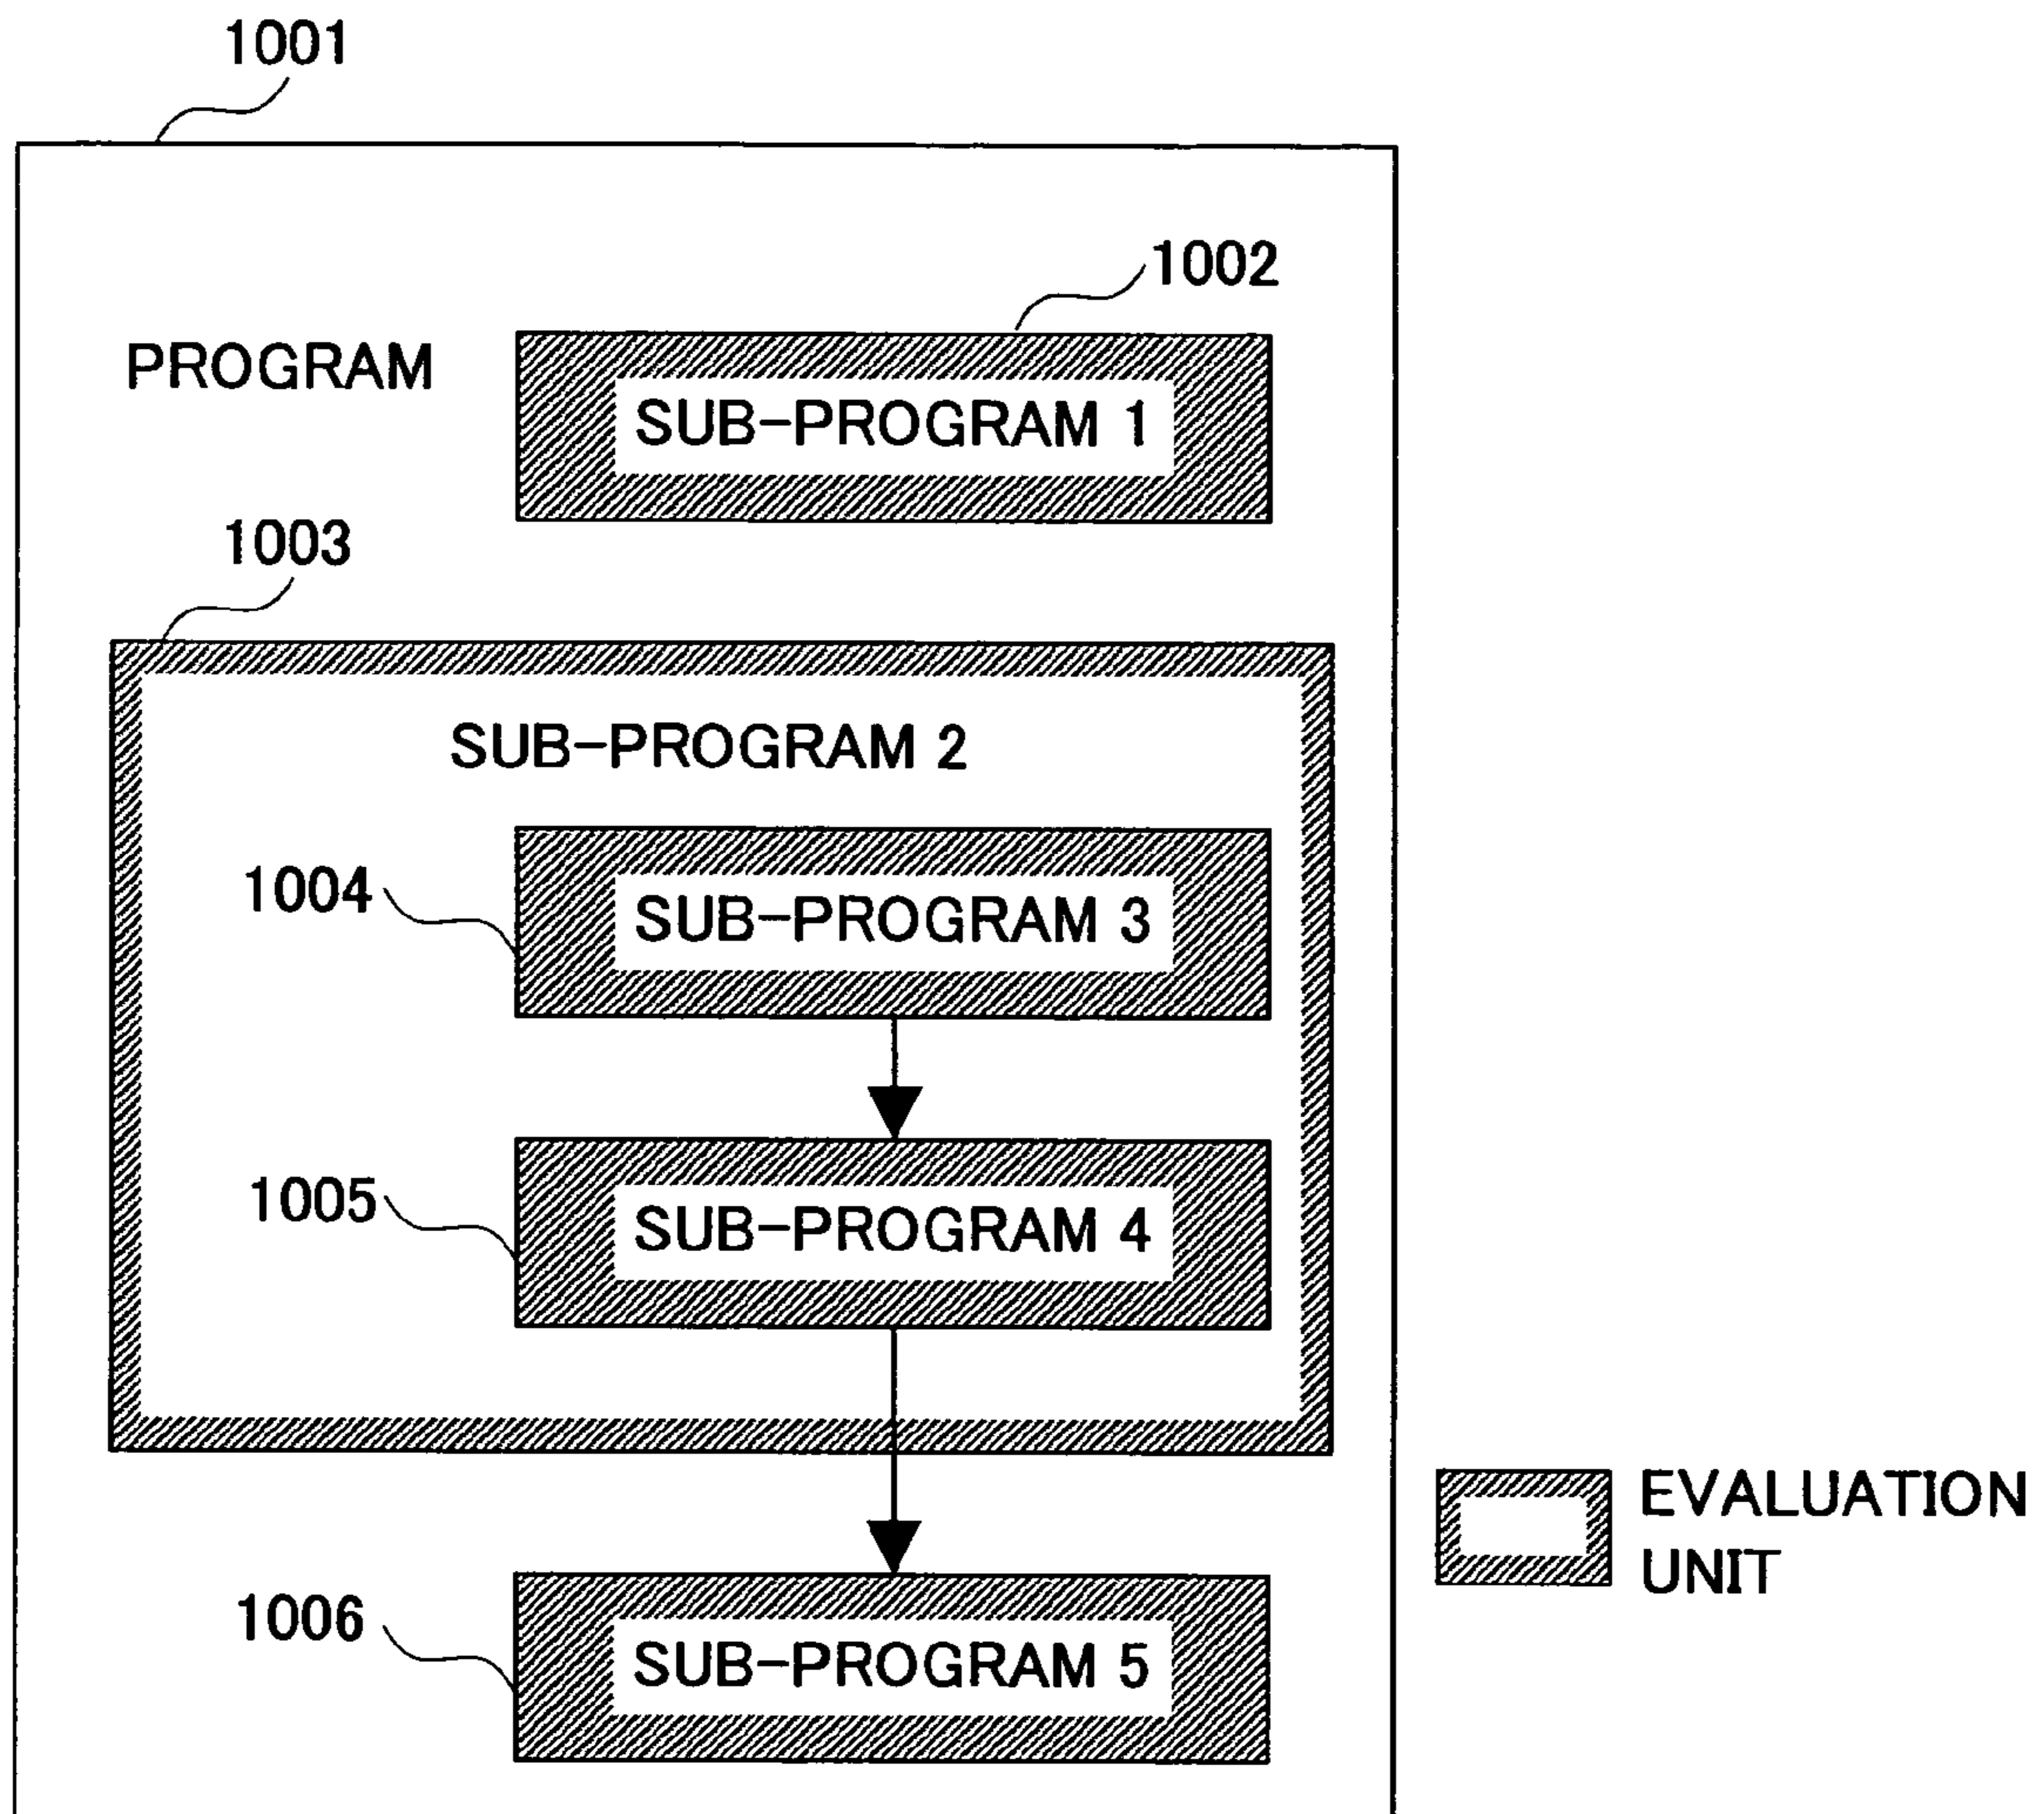 1001
1002
PROGRAM
SUB-PROGRAM 1
1003
SUB-PROGRAM 2
1004
SUB-PROGRAM 3
1005
SUB-PROGRAM 4
EVALUATION
UNIT
1006
SUB-PROGRAM 5